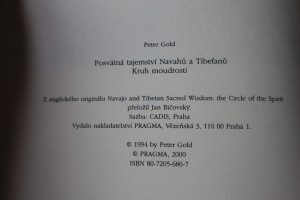 Peter Gold
Posvátná tajemství Navahů a Tibeťanů
Kruh moudrosti
Z anglického originálu Navajo and Tibetan Sacred Wisdom: the Circle of the Spirit
přeložil Jan Bičovský.
Sazba: CADIS, Praha
Vydalo nakladatelství PRAGMA, Vězeňská 3, 110 00 Praha 1.
© 1994 by Peter Gold
© PRAGMA, 2000
ISBN 80-7205-686-7